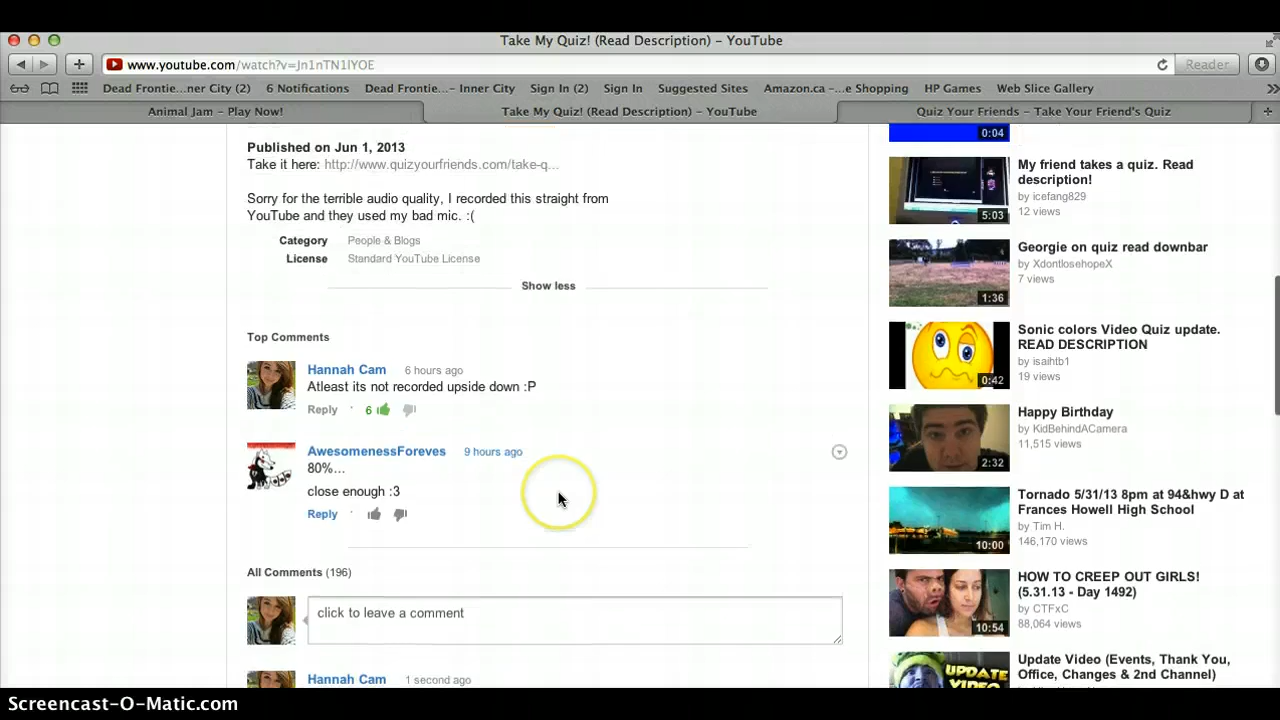 Take My Quiz! (Read Description) – YouTube
www.youtube.com/watch?v=Jn1nTN1lYOE
Reader
Dead Frontie...ner City (2)
6 Notifications
Dead Frontie...– Inner City
Sign In (2)
Sign In
Suggested Sites
Amazon.ca –...e Shopping
HP Games
Web Slice Gallery
Animal Jam – Play Now!
Take My Quiz! (Read Description) – YouTube
Quiz Your Friends – Take Your Friend's Quiz
Published on Jun 1, 2013
Take it here: http://www.quizyourfriends.com/take-q...
Sorry for the terrible audio quality, I recorded this straight from
YouTube and they used my bad mic. :(
Category People & Blogs
License Standard YouTube License
Show less
Top Comments
Hannah Cam 6 hours ago
Atleast its not recorded upside down :P
Reply · 6
AwesomenessForeves 9 hours ago
80%...
close enough :3
Reply ·
All Comments (196)
click to leave a comment
Hannah Cam 1 second ago
0:04
My friend takes a quiz. Read
description!
by icefang829
12 views
5:03
Georgie on quiz read downbar
by XdontlosehopeX
7 views
1:36
Sonic colors Video Quiz update.
READ DESCRIPTION
by isaihtb1
19 views
0:42
Happy Birthday
by KidBehindACamera
11,515 views
2:32
Tornado 5/31/13 8pm at 94&hwy D at
Frances Howell High School
by Tim H.
146,170 views
10:00
HOW TO CREEP OUT GIRLS!
(5.31.13 - Day 1492)
by CTFxC
88,064 views
10:54
Update Video (Events, Thank You,
Office, Changes & 2nd Channel)
UPDATE
Screencast-O-Matic.com